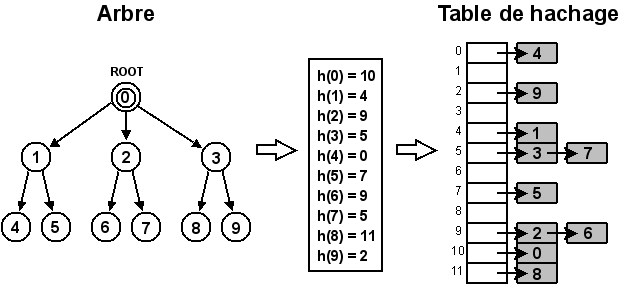 Arbre
ROOT
0
1 2 3
4 5 6 7 8 9
h(0) = 10
h(1) = 4
h(2) = 9
h(3) = 5
h(4) = 0
h(5) = 7
h(6) = 9
h(7) = 5
h(8) = 11
h(9) = 2
Table de hachage
0 4
1
2 9
3
4 1
5 3 7
6
7 5
8
9 2 6
10 0
11 8